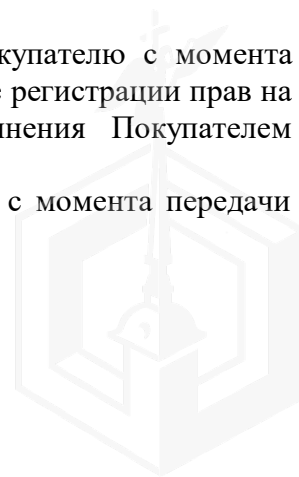 купателю с момента
регистрации прав на
нения Покупателем
с момента передачи